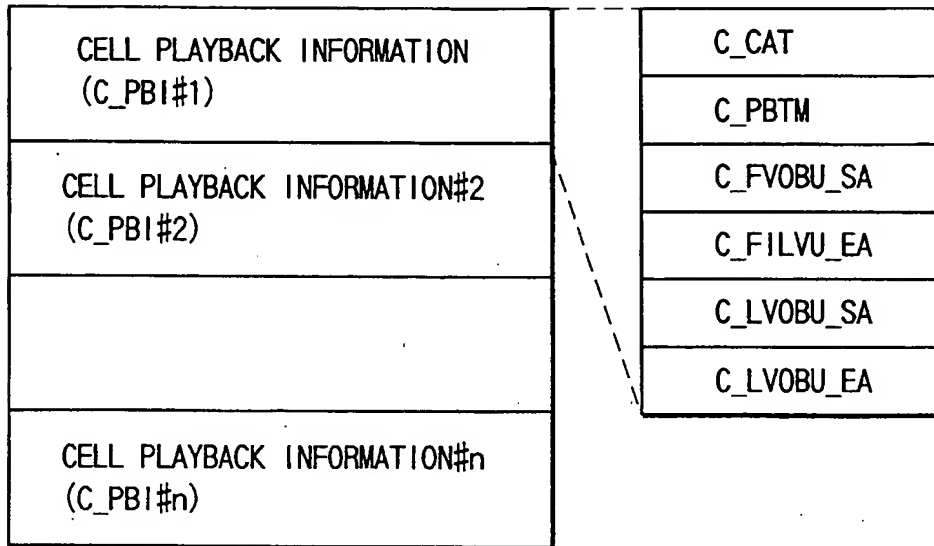 CELL PLAYBACK INFORMATION
(C_PBI#1)
CELL PLAYBACK INFORMATION#2
(C_PBI#2)
CELL PLAYBACK INFORMATION#n
(C_PBI#n)
C_CAT
C_PBTM
C_FVOBU_SA
C_FILVU_EA
C_LVOBU_SA
C_LVOBU_EA